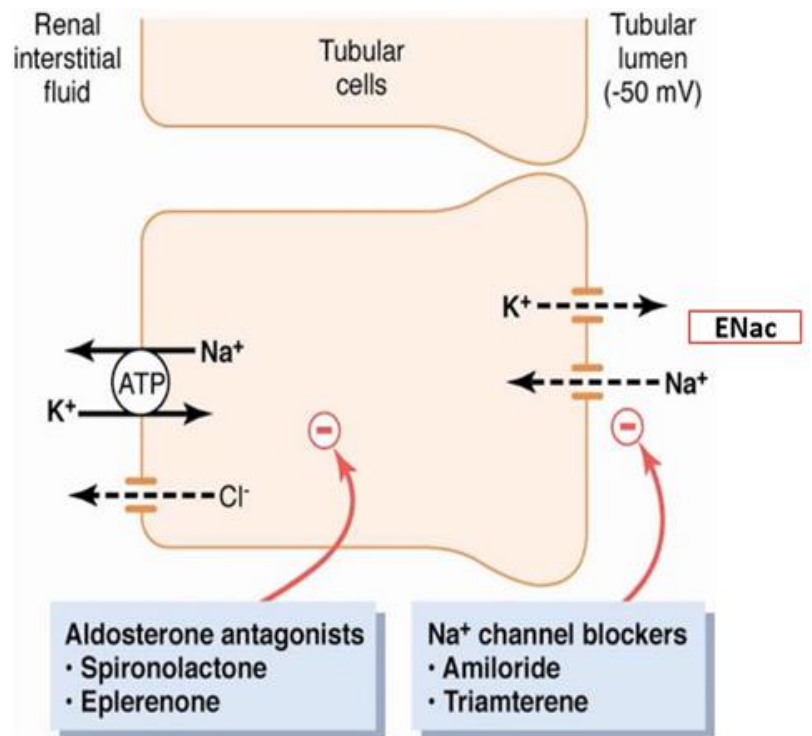 Renal
interstitial
fluid
Tubular
cells
Tubular
lumen
(-50 mV)
K⁺
ENac
Na⁺
ATP
K⁺
Na⁺
Cl⁻
Aldosterone antagonists
• Spironolactone
• Eplerenone
Na⁺ channel blockers
• Amiloride
• Triamterene